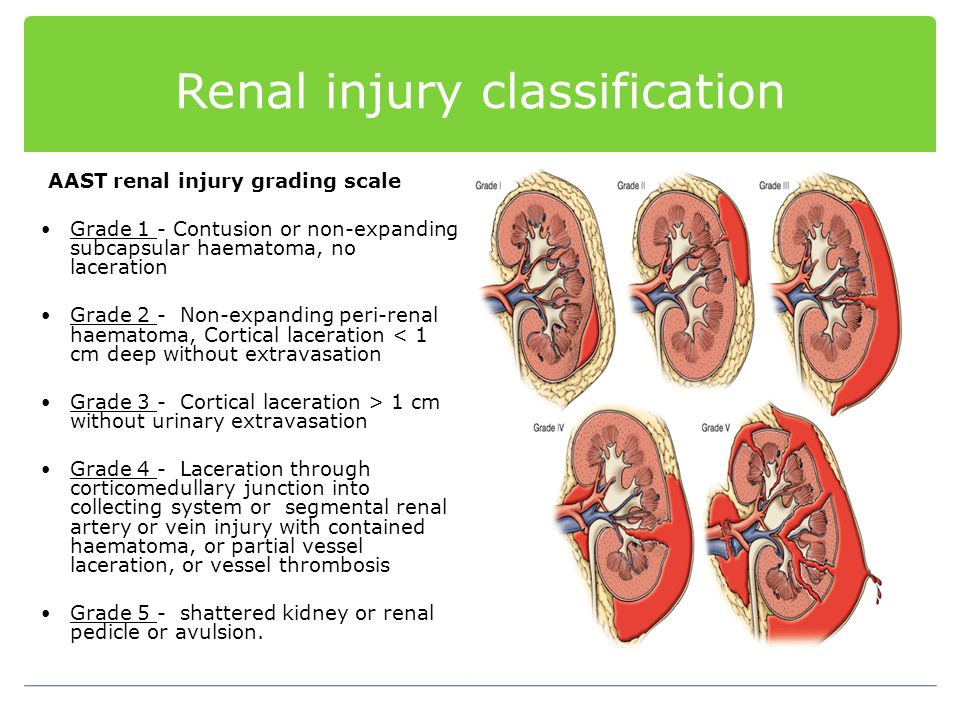 Renal injury classification
AAST renal injury grading scale
• Grade 1 - Contusion or non-expanding
subcapsular haematoma, no
laceration
• Grade 2 - Non-expanding peri-renal
haematoma, Cortical laceration < 1
cm deep without extravasation
• Grade 3 - Cortical laceration > 1 cm
without urinary extravasation
• Grade 4 - Laceration through
corticomedullary junction into
collecting system or segmental renal
artery or vein injury with contained
haematoma, or partial vessel
laceration, or vessel thrombosis
• Grade 5 - shattered kidney or renal
pedicle or avulsion.
Grade I
Grade II
Grade III
Grade IV
Grade V